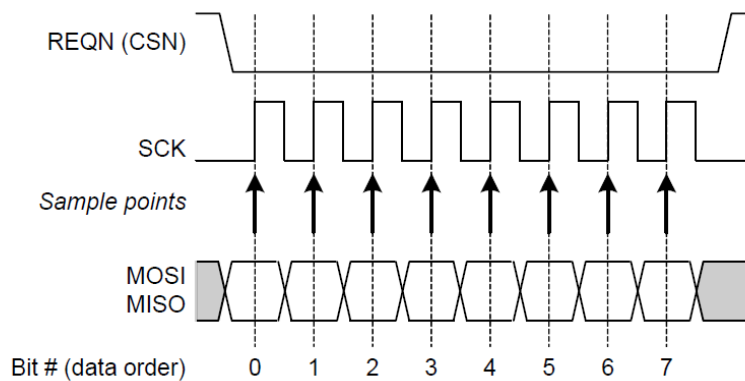 REQN (CSN)
SCK
Sample points
MOSI
MISO
Bit # (data order) 0 1 2 3 4 5 6 7